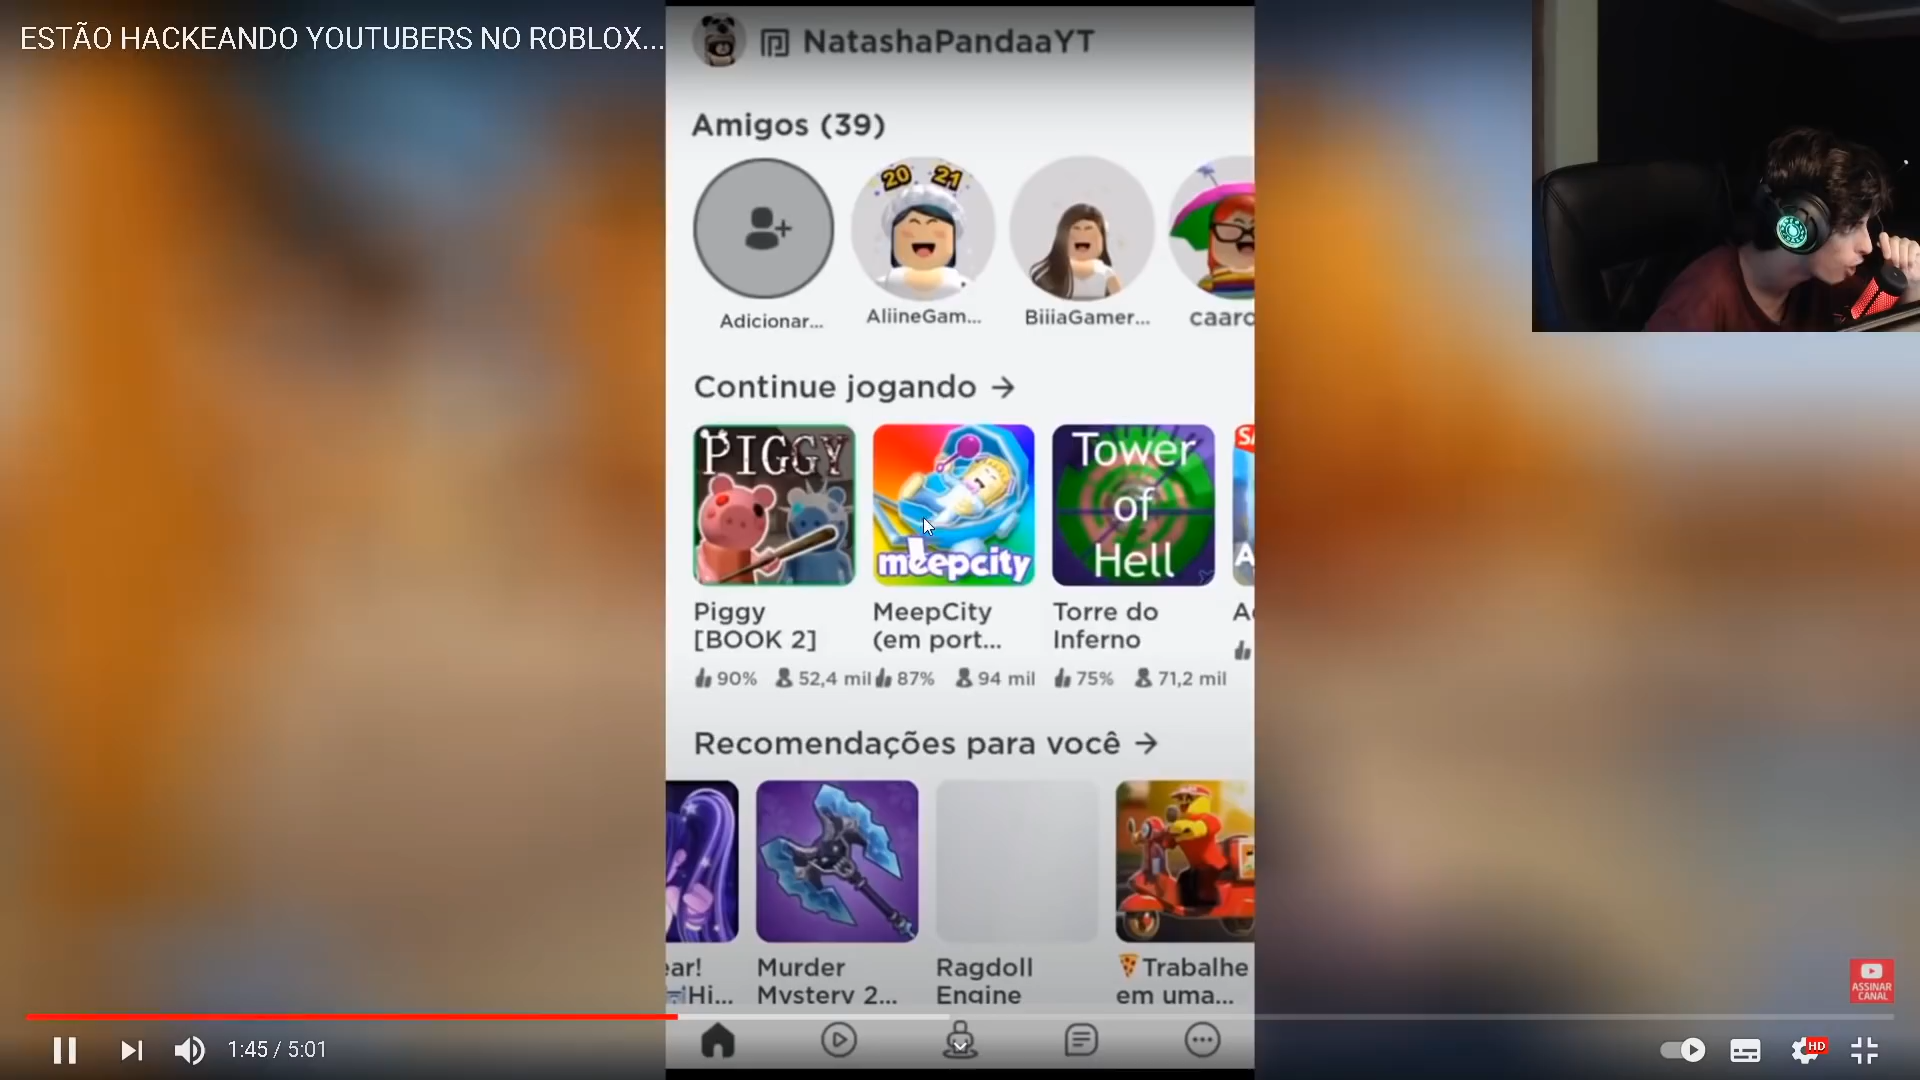 ESTÃO HACKEANDO YOUTUBERS NO ROBLOX...
NatashaPandaaYT
Amigos (39)
20 21
Adicionar...
AliineGam...
BiiiaGamer...
caarc
Continue jogando →
PIGGY
meepcity
Tower
of
Hell
SA
A
Piggy
[BOOK 2]
MeepCity
(em port...
Torre do
Inferno
90% 52,4 mil
87% 94 mil
75% 71,2 mil
Recomendações para você →
ear!
Hi...
Murder
Mystery 2...
Ragdoll
Engine
Trabalhe
em uma...
ASSINAR
CANAL
1:45 / 5:01
HD